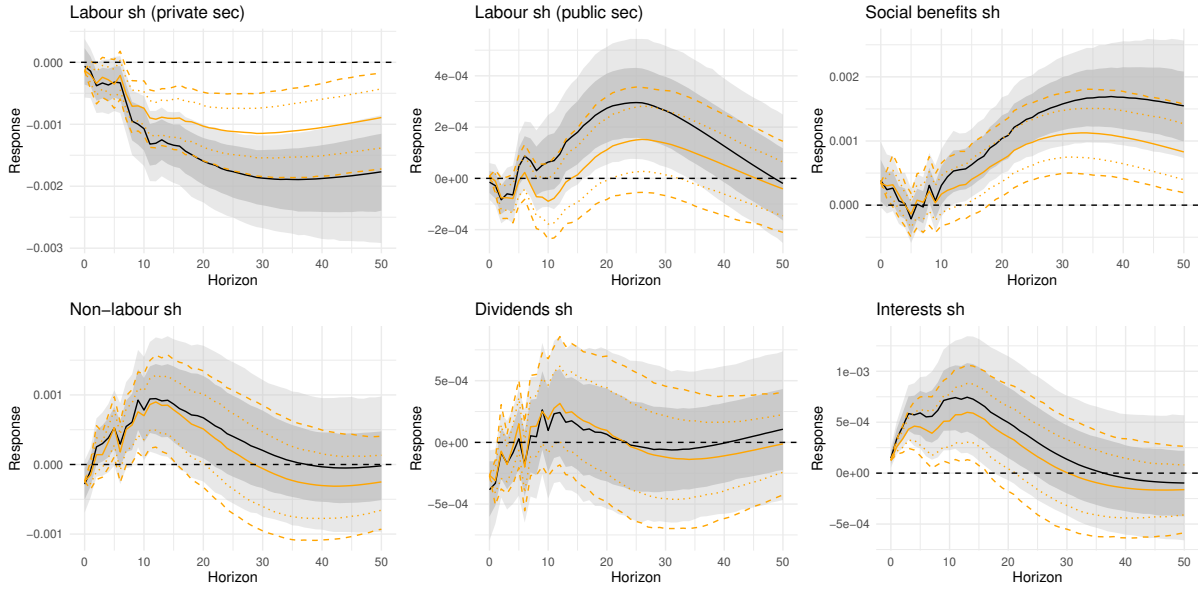 Labour sh (private sec)
Response
0.000
−0.001
−0.002
−0.003
0
10
20
30
40
50
Horizon
Labour sh (public sec)
Response
4e−04
2e−04
0e+00
−2e−04
0
10
20
30
40
50
Horizon
Social benefits sh
Response
0.002
0.001
0.000
0
10
20
30
40
50
Horizon
Non−labour sh
Response
0.001
0.000
−0.001
0
10
20
30
40
50
Horizon
Dividends sh
Response
5e−04
0e+00
−5e−04
0
10
20
30
40
50
Horizon
Interests sh
Response
1e−03
5e−04
0e+00
−5e−04
0
10
20
30
40
50
Horizon